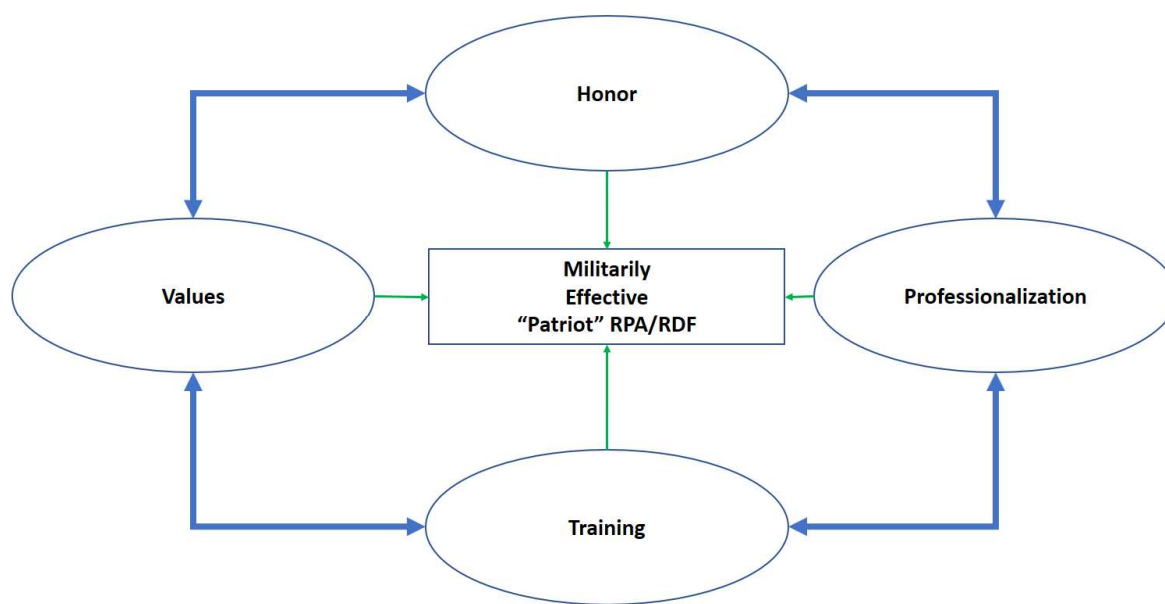 Honor
Values
Militarily
Effective
“Patriot” RPA/RDF
Professionalization
Training